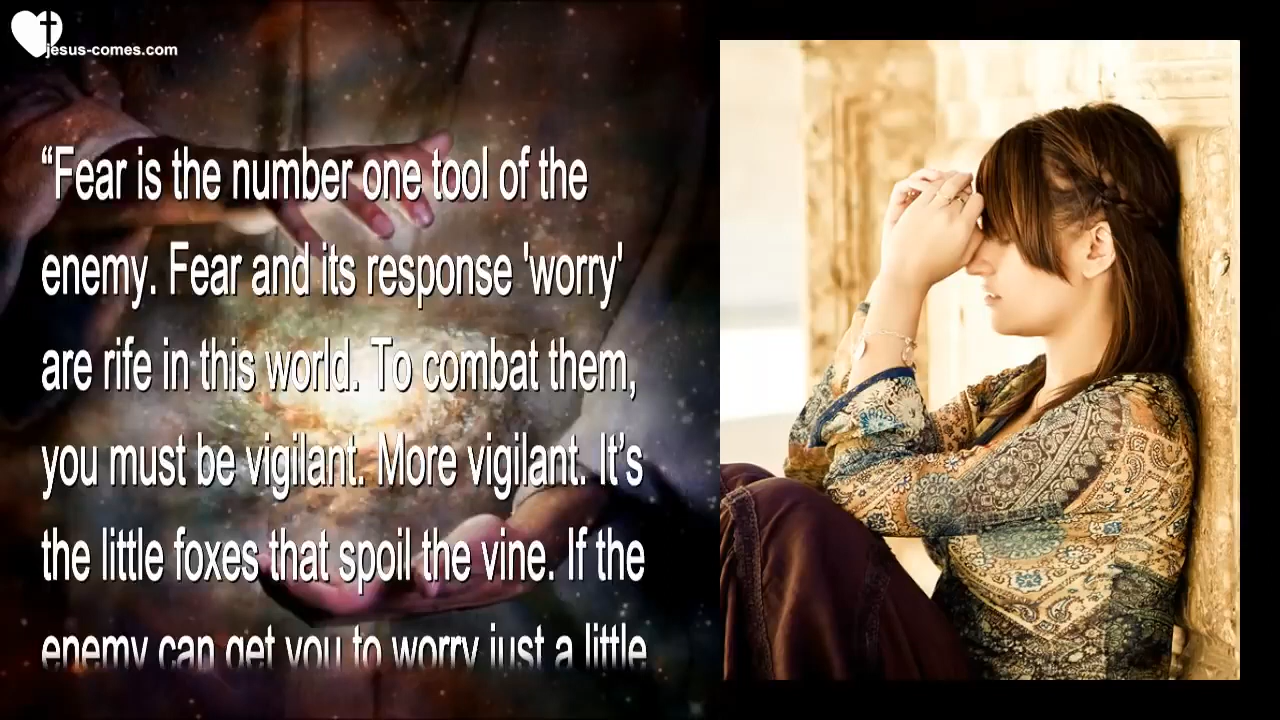 jesus-comes.com
“Fear is the number one tool of the
enemy. Fear and its response 'worry'
are rife in this world. To combat them,
you must be vigilant. More vigilant. It’s
the little foxes that spoil the vine. If the
enemy can get you to worry just a little